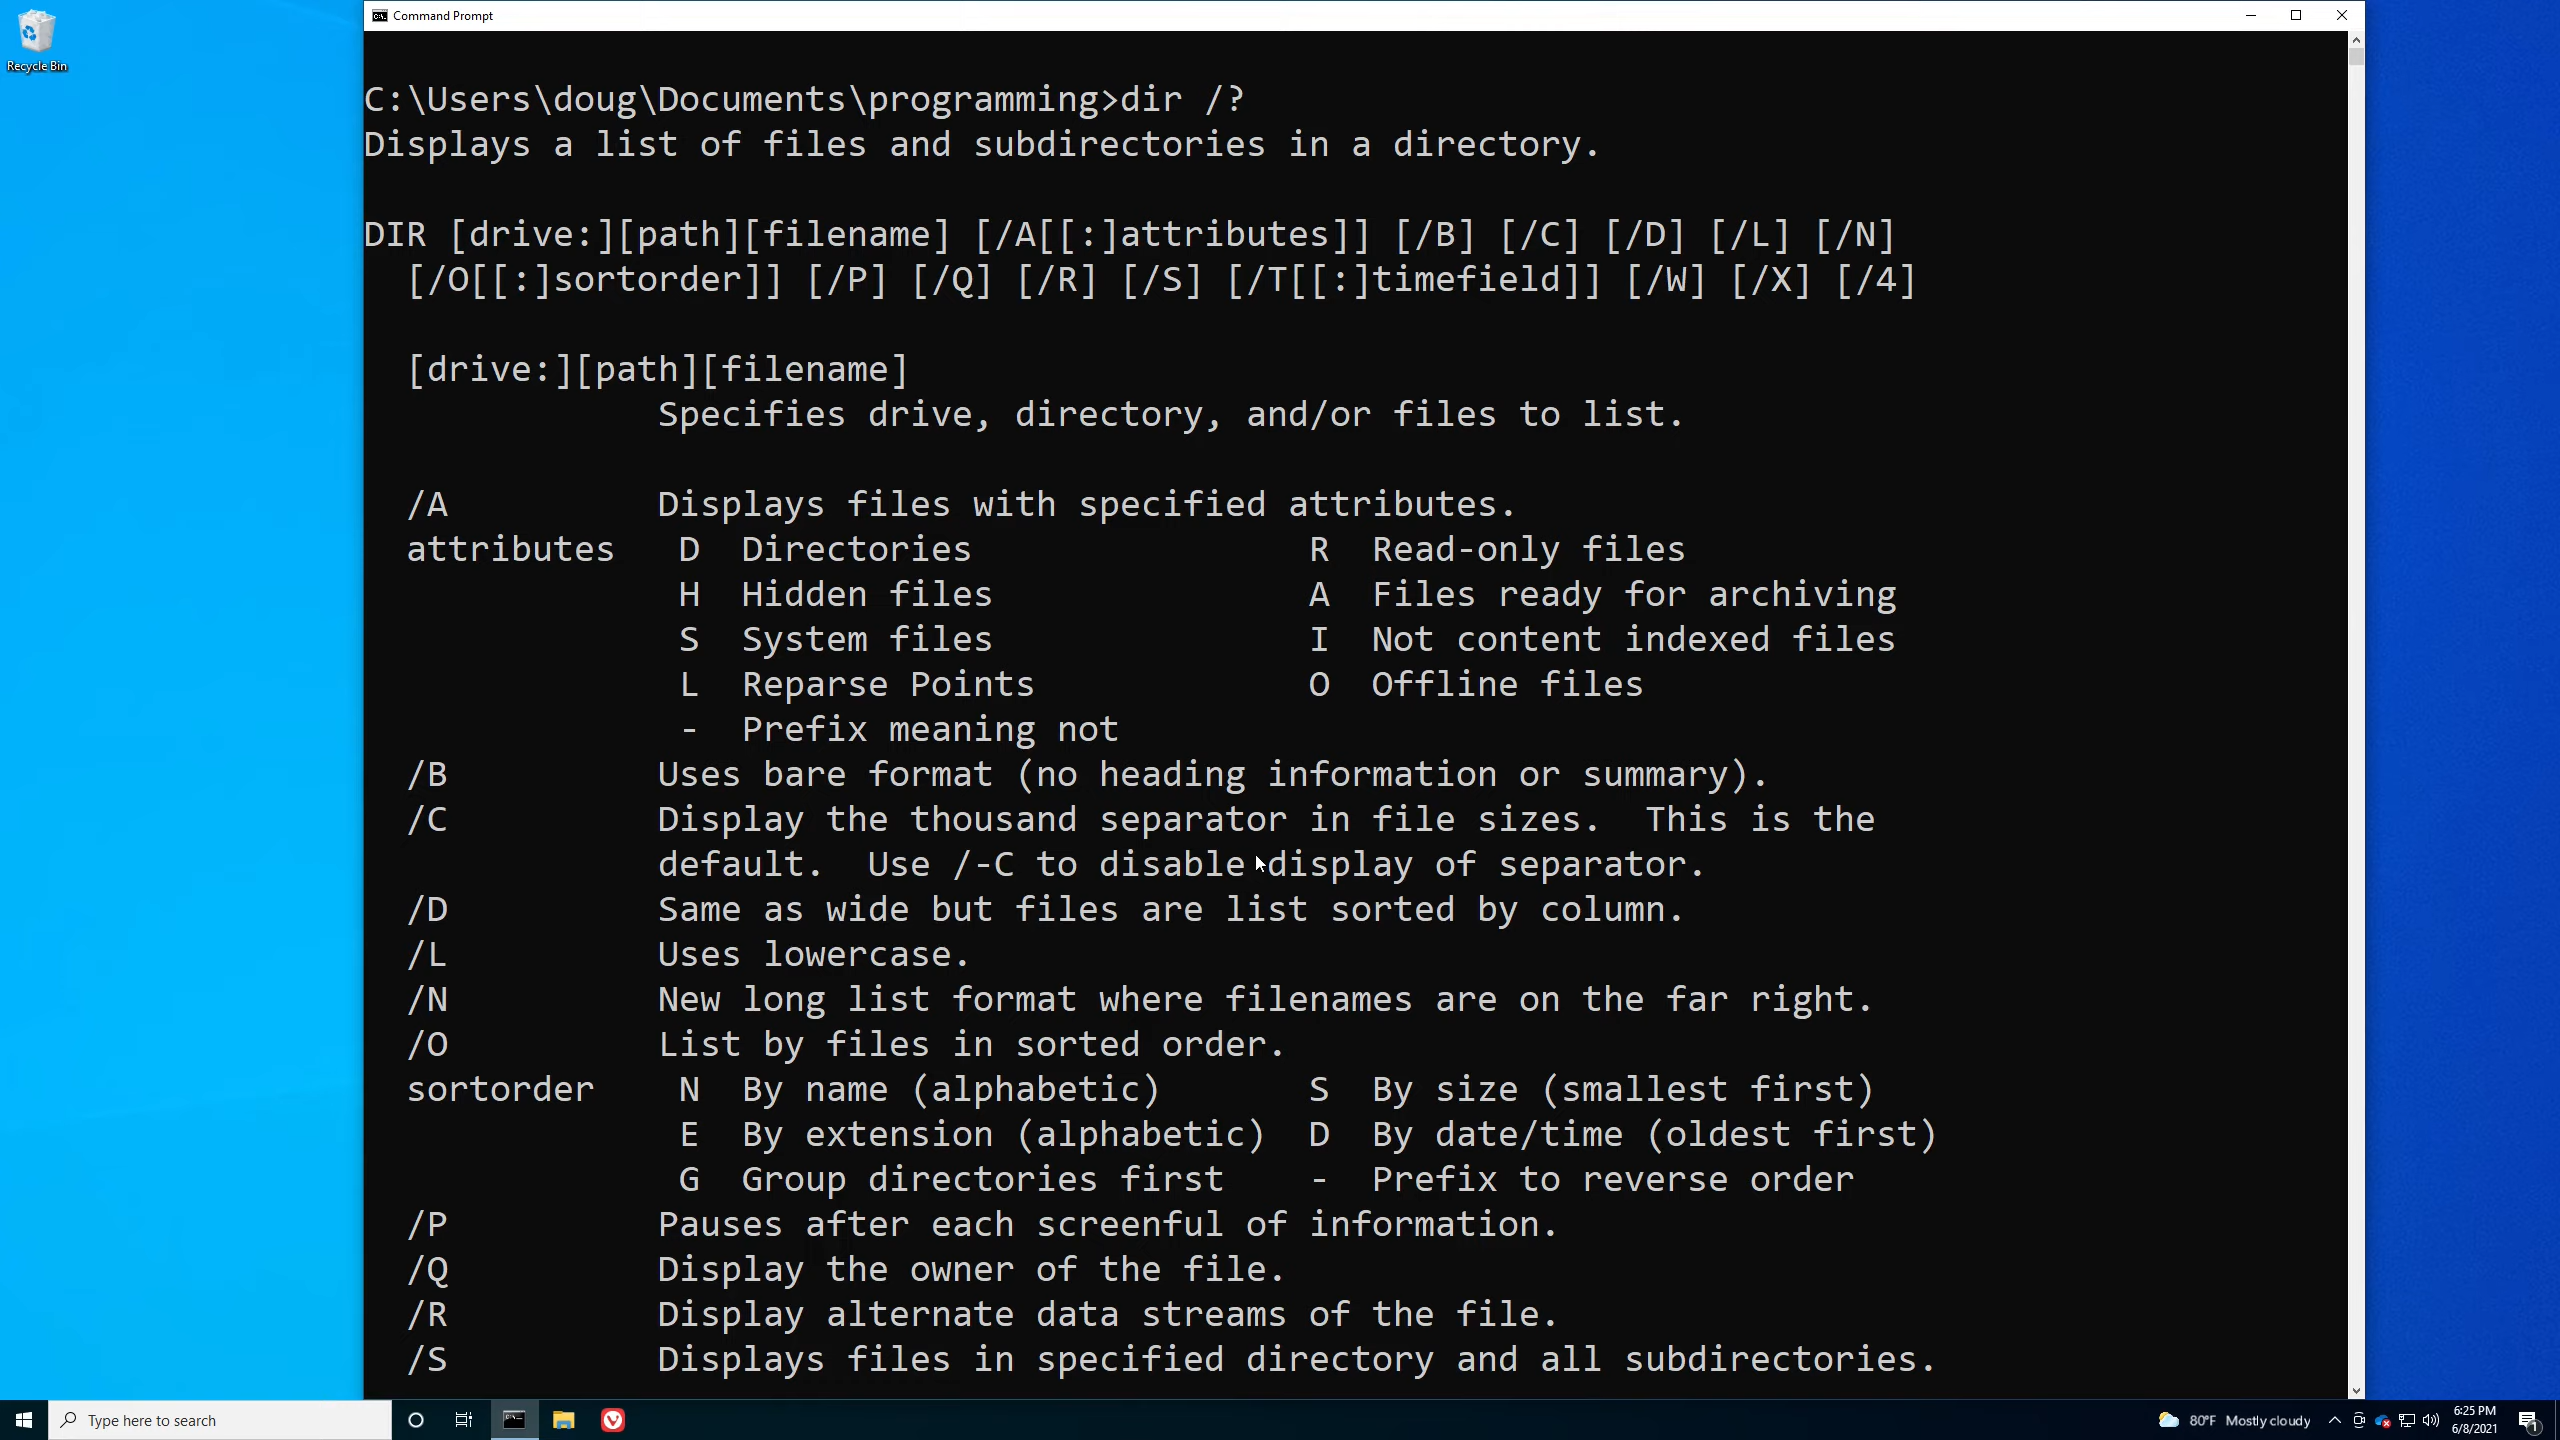 Command Prompt
Recycle Bin
C:\Users\doug\Documents\programming>dir /?
Displays a list of files and subdirectories in a directory.
DIR [drive:][path][filename] [/A[[:]attributes]] [/B] [/C] [/D] [/L] [/N]
[/O[[:]sortorder]] [/P] [/Q] [/R] [/S] [/T[[:]timefield]] [/W] [/X] [/4]
[drive:][path][filename]
Specifies drive, directory, and/or files to list.
/A Displays files with specified attributes.
attributes D Directories R Read-only files
H Hidden files A Files ready for archiving
S System files I Not content indexed files
L Reparse Points O Offline files
- Prefix meaning not
/B Uses bare format (no heading information or summary).
/C Display the thousand separator in file sizes. This is the
default. Use /-C to disable display of separator.
/D Same as wide but files are list sorted by column.
/L Uses lowercase.
/N New long list format where filenames are on the far right.
/O List by files in sorted order.
sortorder N By name (alphabetic) S By size (smallest first)
E By extension (alphabetic) D By date/time (oldest first)
G Group directories first - Prefix to reverse order
/P Pauses after each screenful of information.
/Q Display the owner of the file.
/R Display alternate data streams of the file.
/S Displays files in specified directory and all subdirectories.
Type here to search
80°F Mostly cloudy
6:25 PM
6/8/2021
1